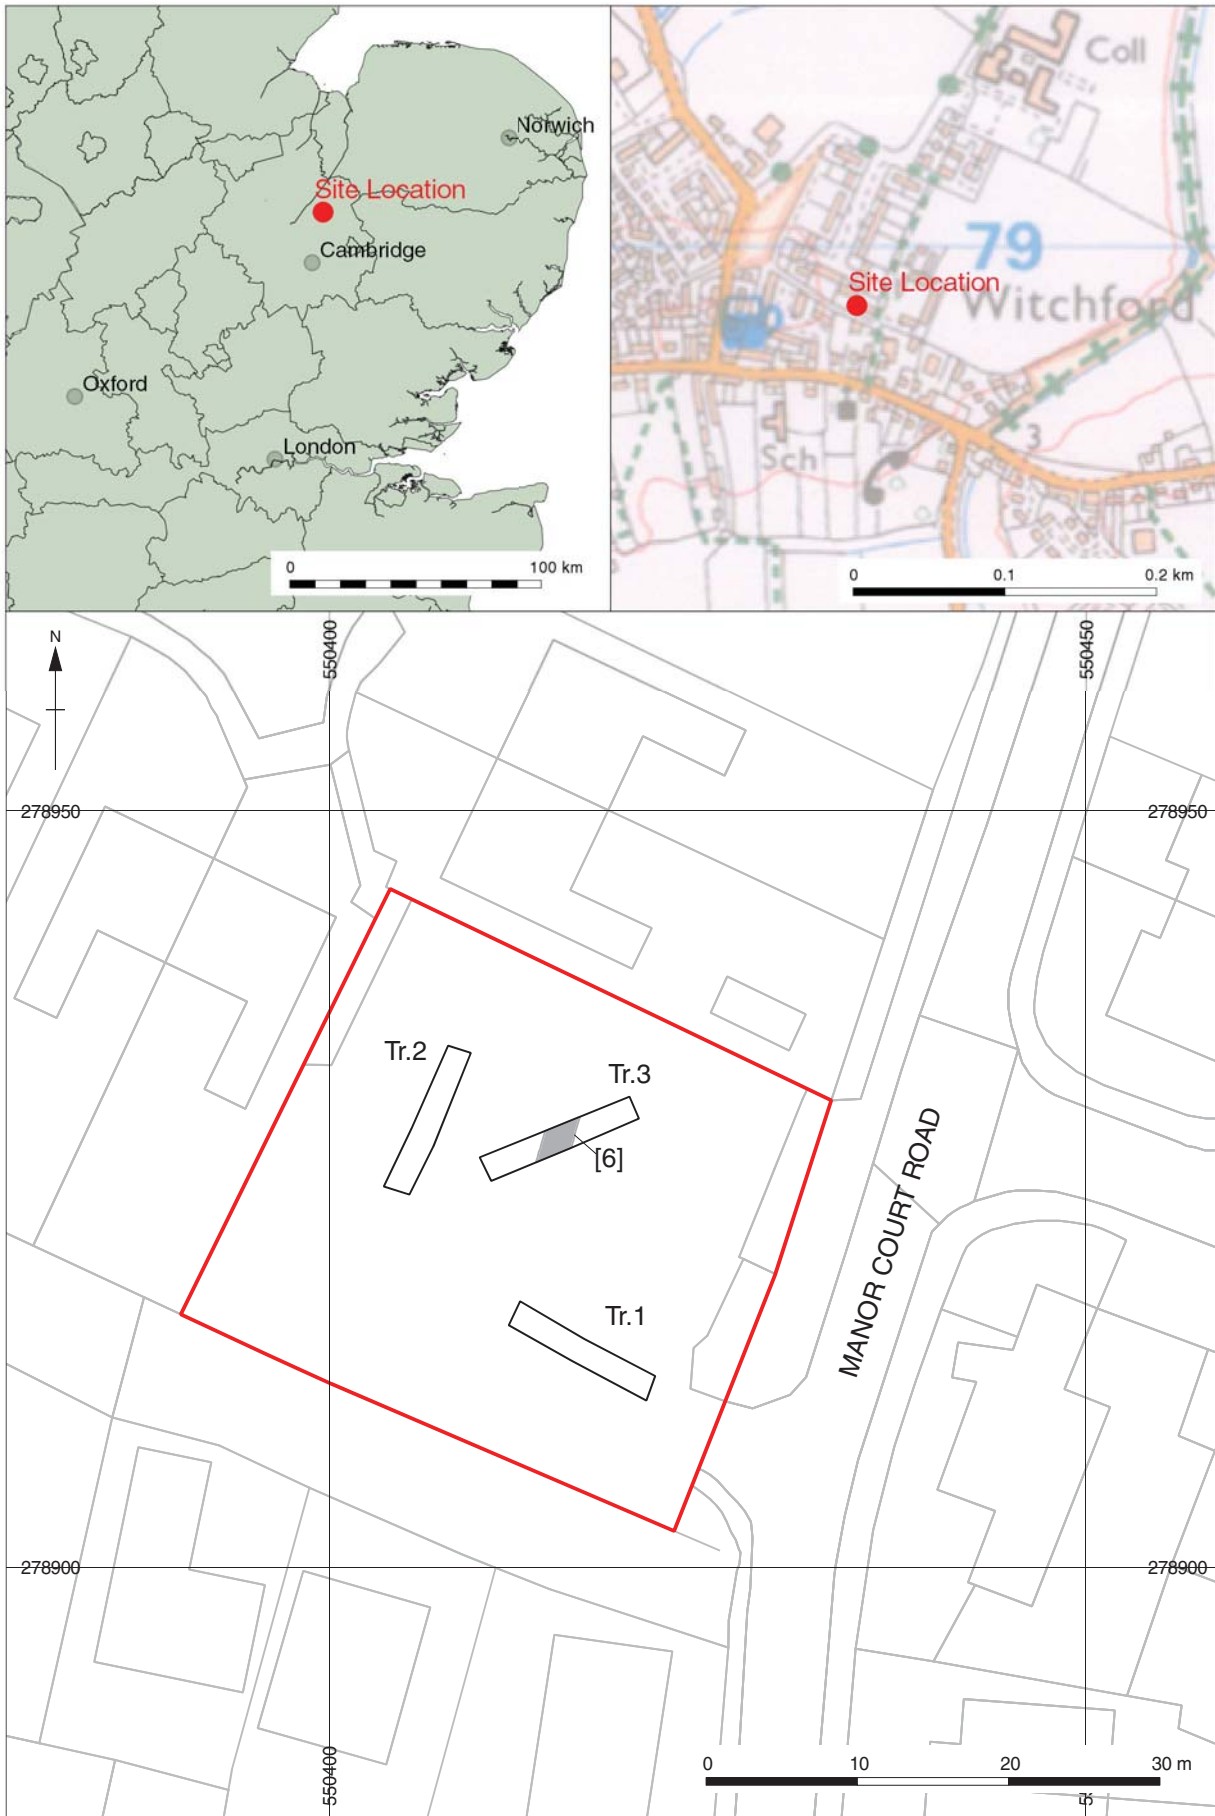 Norwich
Site Location
Cambridge
Oxford
London
0 100 km
Coll
79
Site Location
Witchford
Sch
3
0 0.1 0.2 km
N
550400
550450
278950
278950
Tr.2
Tr.3
[6]
Tr.1
MANOR COURT ROAD
278900
278900
550400
0 10 20 30 m